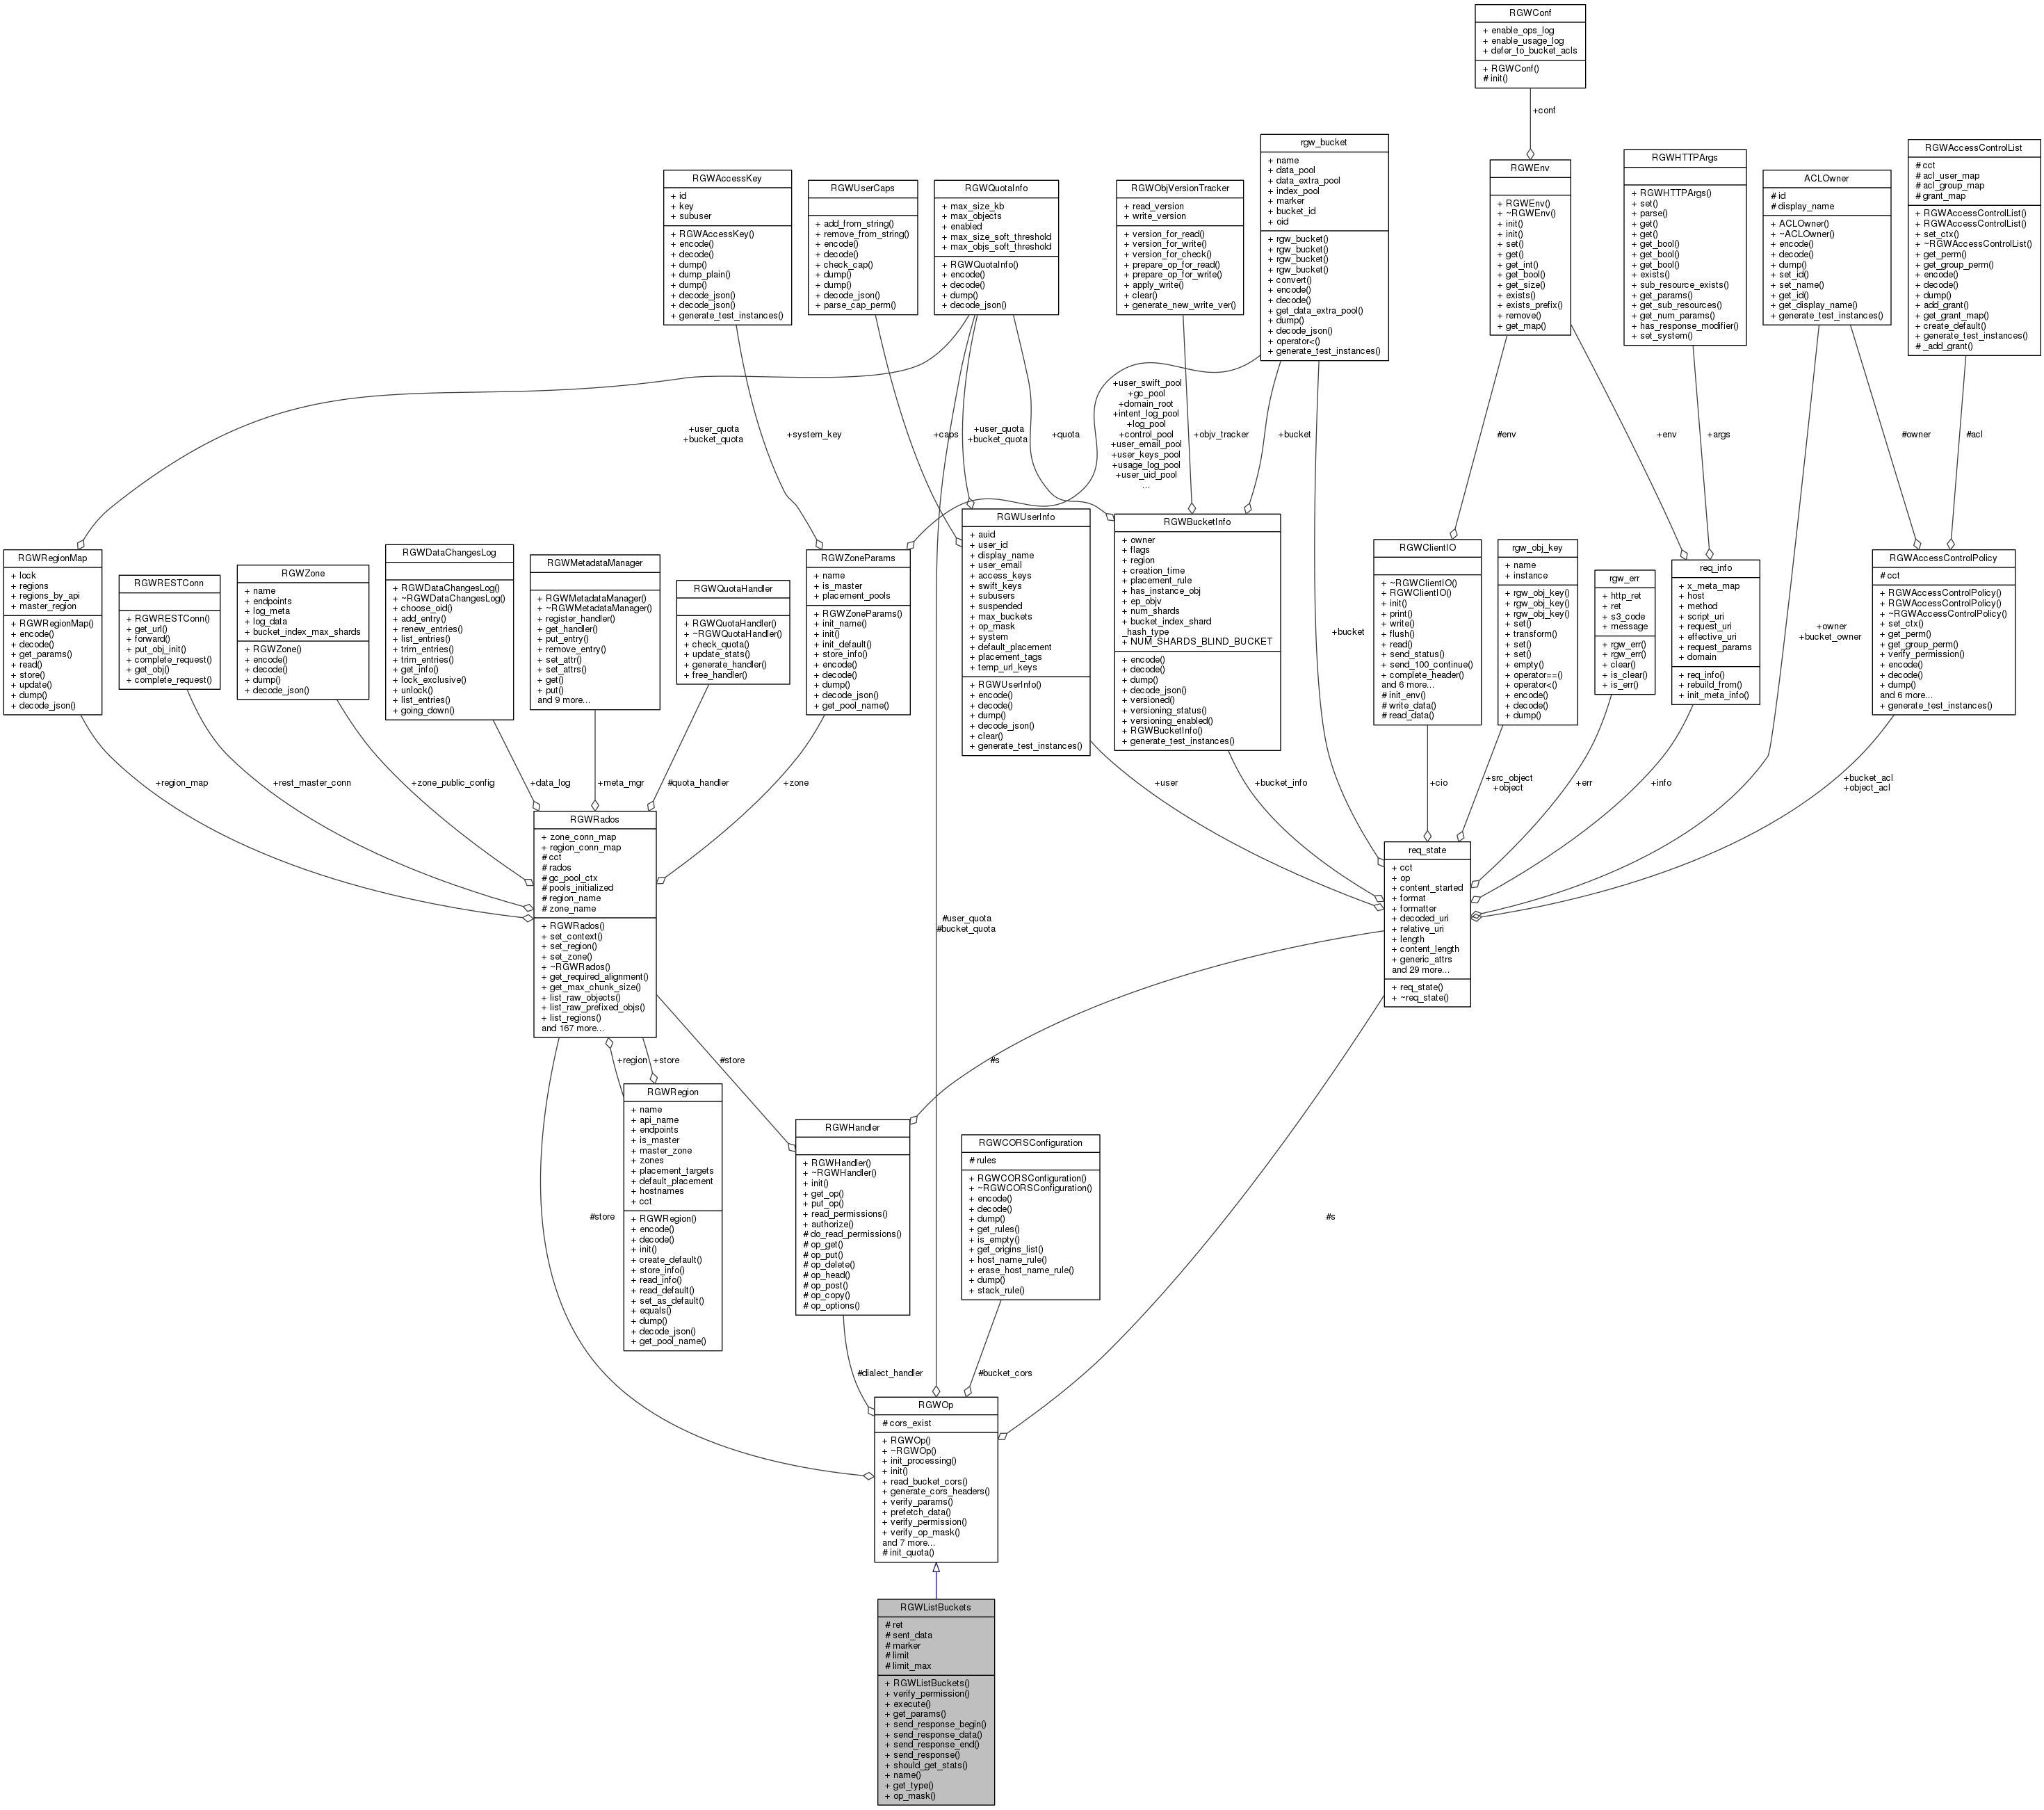 RGWConf
+ enable_ops_log
+ enable_usage_log
+ defer_to_bucket_acls
+ RGWConf()
# init()
+conf
RGWAccessKey
+ id
+ key
+ subuser
+ RGWAccessKey()
+ encode()
+ decode()
+ dump()
+ dump_plain()
+ dump()
+ decode_json()
+ decode_json()
+ generate_test_instances()
RGWUserCaps
+ add_from_string()
+ remove_from_string()
+ encode()
+ decode()
+ check_cap()
+ dump()
+ decode_json()
+ parse_cap_perm()
RGWQuotaInfo
+ max_size_kb
+ max_objects
+ enabled
+ max_size_soft_threshold
+ max_objs_soft_threshold
+ RGWQuotaInfo()
+ encode()
+ decode()
+ dump()
+ decode_json()
RGWObjVersionTracker
+ read_version
+ write_version
+ version_for_read()
+ version_for_write()
+ version_for_check()
+ prepare_op_for_read()
+ prepare_op_for_write()
+ apply_write()
+ clear()
+ generate_new_write_ver()
rgw_bucket
+ name
+ data_pool
+ data_extra_pool
+ index_pool
+ marker
+ bucket_id
+ oid
+ rgw_bucket()
+ rgw_bucket()
+ rgw_bucket()
+ rgw_bucket()
+ convert()
+ encode()
+ decode()
+ get_data_extra_pool()
+ dump()
+ decode_json()
+ operator<()
+ generate_test_instances()
RGWEnv
+ RGWEnv()
+ ~RGWEnv()
+ init()
+ init()
+ set()
+ get()
+ get_int()
+ get_bool()
+ get_size()
+ exists()
+ exists_prefix()
+ remove()
+ get_map()
RGWHTTPArgs
+ RGWHTTPArgs()
+ set()
+ parse()
+ get()
+ get()
+ get_bool()
+ get_bool()
+ get_bool()
+ exists()
+ sub_resource_exists()
+ get_params()
+ get_sub_resources()
+ get_num_params()
+ has_response_modifier()
+ set_system()
ACLOwner
# id
# display_name
+ ACLOwner()
+ ~ACLOwner()
+ encode()
+ decode()
+ dump()
+ set_id()
+ set_name()
+ get_id()
+ get_display_name()
+ generate_test_instances()
RGWAccessControlList
# cct
# acl_user_map
# acl_group_map
# grant_map
+ RGWAccessControlList()
+ RGWAccessControlList()
+ set_ctx()
+ ~RGWAccessControlList()
+ get_perm()
+ get_group_perm()
+ encode()
+ decode()
+ dump()
+ add_grant()
+ get_grant_map()
+ create_default()
+ generate_test_instances()
# _add_grant()
+user_quota
+bucket_quota
+system_key
+caps
+user_quota
+bucket_quota
+quota
+user_swift_pool
+gc_pool
+domain_root
+intent_log_pool
+log_pool
+control_pool
+user_email_pool
+user_keys_pool
+usage_log_pool
+user_uid_pool
...
+objv_tracker
+bucket
#env
+env
+args
#owner
#acl
RGWRegionMap
+ lock
+ regions
+ regions_by_api
+ master_region
+ RGWRegionMap()
+ encode()
+ decode()
+ get_params()
+ read()
+ store()
+ update()
+ dump()
+ decode_json()
RGWRESTConn
+ RGWRESTConn()
+ get_url()
+ forward()
+ put_obj_init()
+ complete_request()
+ get_obj()
+ complete_request()
RGWZone
+ name
+ endpoints
+ log_meta
+ log_data
+ bucket_index_max_shards
+ RGWZone()
+ encode()
+ decode()
+ dump()
+ decode_json()
RGWDataChangesLog
+ RGWDataChangesLog()
+ ~RGWDataChangesLog()
+ choose_oid()
+ add_entry()
+ renew_entries()
+ list_entries()
+ trim_entries()
+ trim_entries()
+ get_info()
+ lock_exclusive()
+ unlock()
+ list_entries()
+ going_down()
RGWMetadataManager
+ RGWMetadataManager()
+ ~RGWMetadataManager()
+ register_handler()
+ get_handler()
+ put_entry()
+ remove_entry()
+ set_attr()
+ set_attrs()
+ get()
+ put()
and 9 more...
RGWQuotaHandler
+ RGWQuotaHandler()
+ ~RGWQuotaHandler()
+ check_quota()
+ update_stats()
+ generate_handler()
+ free_handler()
RGWZoneParams
+ name
+ is_master
+ placement_pools
+ RGWZoneParams()
+ init_name()
+ init()
+ init_default()
+ store_info()
+ encode()
+ decode()
+ dump()
+ decode_json()
+ get_pool_name()
RGWUserInfo
+ auid
+ user_id
+ display_name
+ user_email
+ access_keys
+ swift_keys
+ subusers
+ suspended
+ max_buckets
+ op_mask
+ system
+ default_placement
+ placement_tags
+ temp_url_keys
+ RGWUserInfo()
+ encode()
+ decode()
+ dump()
+ decode_json()
+ clear()
+ generate_test_instances()
RGWBucketInfo
+ owner
+ flags
+ region
+ creation_time
+ placement_rule
+ has_instance_obj
+ ep_objv
+ num_shards
+ bucket_index_shard
_hash_type
+ NUM_SHARDS_BLIND_BUCKET
+ encode()
+ decode()
+ dump()
+ decode_json()
+ versioned()
+ versioning_status()
+ versioning_enabled()
+ RGWBucketInfo()
+ generate_test_instances()
+bucket
RGWClientIO
+ ~RGWClientIO()
+ RGWClientIO()
+ init()
+ print()
+ write()
+ flush()
+ read()
+ send_status()
+ send_100_continue()
+ complete_header()
and 6 more...
# init_env()
# write_data()
# read_data()
rgw_obj_key
+ name
+ instance
+ rgw_obj_key()
+ rgw_obj_key()
+ rgw_obj_key()
+ set()
+ transform()
+ set()
+ set()
+ empty()
+ operator==()
+ operator<()
+ encode()
+ decode()
+ dump()
rgw_err
+ http_ret
+ ret
+ s3_code
+ message
+ rgw_err()
+ rgw_err()
+ clear()
+ is_clear()
+ is_err()
req_info
+ x_meta_map
+ host
+ method
+ script_uri
+ request_uri
+ effective_uri
+ request_params
+ domain
+ req_info()
+ rebuild_from()
+ init_meta_info()
+owner
+bucket_owner
RGWAccessControlPolicy
# cct
+ RGWAccessControlPolicy()
+ RGWAccessControlPolicy()
+ ~RGWAccessControlPolicy()
+ set_ctx()
+ get_perm()
+ get_group_perm()
+ verify_permission()
+ encode()
+ decode()
+ dump()
and 6 more...
+ generate_test_instances()
+region_map
+rest_master_conn
+zone_public_config
+data_log
+meta_mgr
#quota_handler
+zone
+user
+bucket_info
+cio
+src_object
+object
+err
+info
+bucket_acl
+object_acl
RGWRados
+ zone_conn_map
+ region_conn_map
# cct
# rados
# gc_pool_ctx
# pools_initialized
# region_name
# zone_name
+ RGWRados()
+ set_context()
+ set_region()
+ set_zone()
+ ~RGWRados()
+ get_required_alignment()
+ get_max_chunk_size()
+ list_raw_objects()
+ list_raw_prefixed_objs()
+ list_regions()
and 167 more...
#user_quota
#bucket_quota
req_state
+ cct
+ op
+ content_started
+ format
+ formatter
+ decoded_uri
+ relative_uri
+ length
+ content_length
+ generic_attrs
and 29 more...
+ req_state()
+ ~req_state()
+region
+store
#store
#s
RGWRegion
+ name
+ api_name
+ endpoints
+ is_master
+ master_zone
+ zones
+ placement_targets
+ default_placement
+ hostnames
+ cct
+ RGWRegion()
+ encode()
+ decode()
+ init()
+ create_default()
+ store_info()
+ read_info()
+ read_default()
+ set_as_default()
+ equals()
+ dump()
+ decode_json()
+ get_pool_name()
RGWHandler
+ RGWHandler()
+ ~RGWHandler()
+ init()
+ get_op()
+ put_op()
+ read_permissions()
+ authorize()
# do_read_permissions()
# op_get()
# op_put()
# op_delete()
# op_head()
# op_post()
# op_copy()
# op_options()
RGWCORSConfiguration
# rules
+ RGWCORSConfiguration()
+ ~RGWCORSConfiguration()
+ encode()
+ decode()
+ dump()
+ get_rules()
+ is_empty()
+ get_origins_list()
+ host_name_rule()
+ erase_host_name_rule()
+ dump()
+ stack_rule()
#store
#s
#dialect_handler
#bucket_cors
RGWOp
# cors_exist
+ RGWOp()
+ ~RGWOp()
+ init_processing()
+ init()
+ read_bucket_cors()
+ generate_cors_headers()
+ verify_params()
+ prefetch_data()
+ verify_permission()
+ verify_op_mask()
and 7 more...
# init_quota()
RGWListBuckets
# ret
# sent_data
# marker
# limit
# limit_max
+ RGWListBuckets()
+ verify_permission()
+ execute()
+ get_params()
+ send_response_begin()
+ send_response_data()
+ send_response_end()
+ send_response()
+ should_get_stats()
+ name()
+ get_type()
+ op_mask()